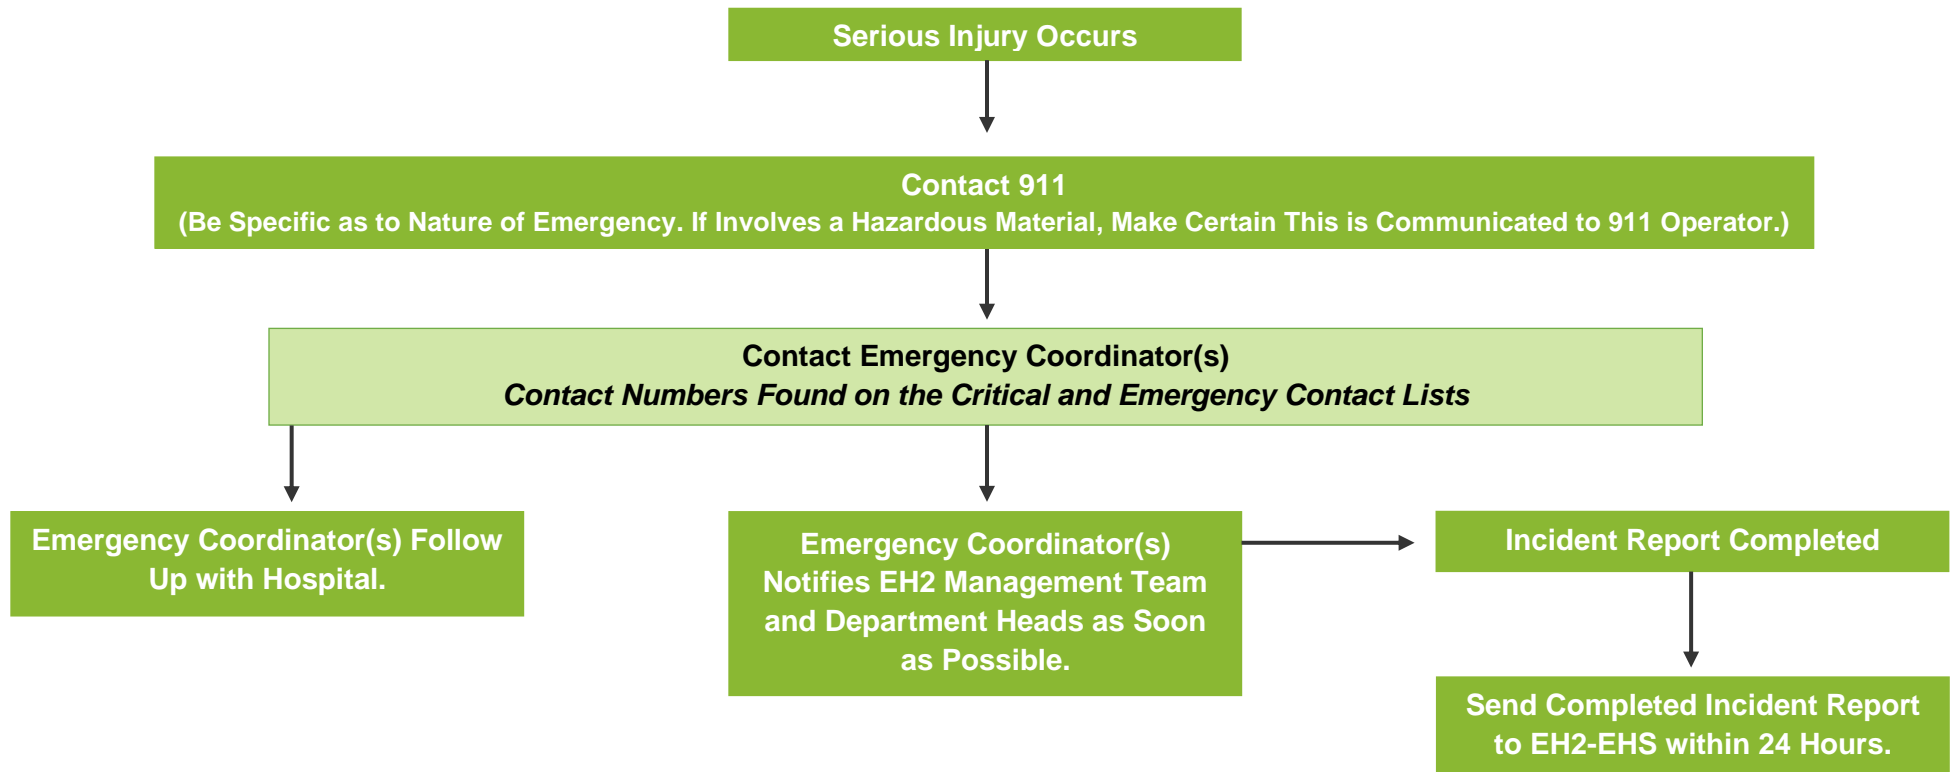 Serious Injury Occurs
Contact 911
(Be Specific as to Nature of Emergency. If Involves a Hazardous Material, Make Certain This is Communicated to 911 Operator.)
Contact Emergency Coordinator(s)
Contact Numbers Found on the Critical and Emergency Contact Lists
Emergency Coordinator(s) Follow
Up with Hospital.
Emergency Coordinator(s)
Notifies EH2 Management Team
and Department Heads as Soon
as Possible.
Incident Report Completed
Send Completed Incident Report
to EH2-EHS within 24 Hours.